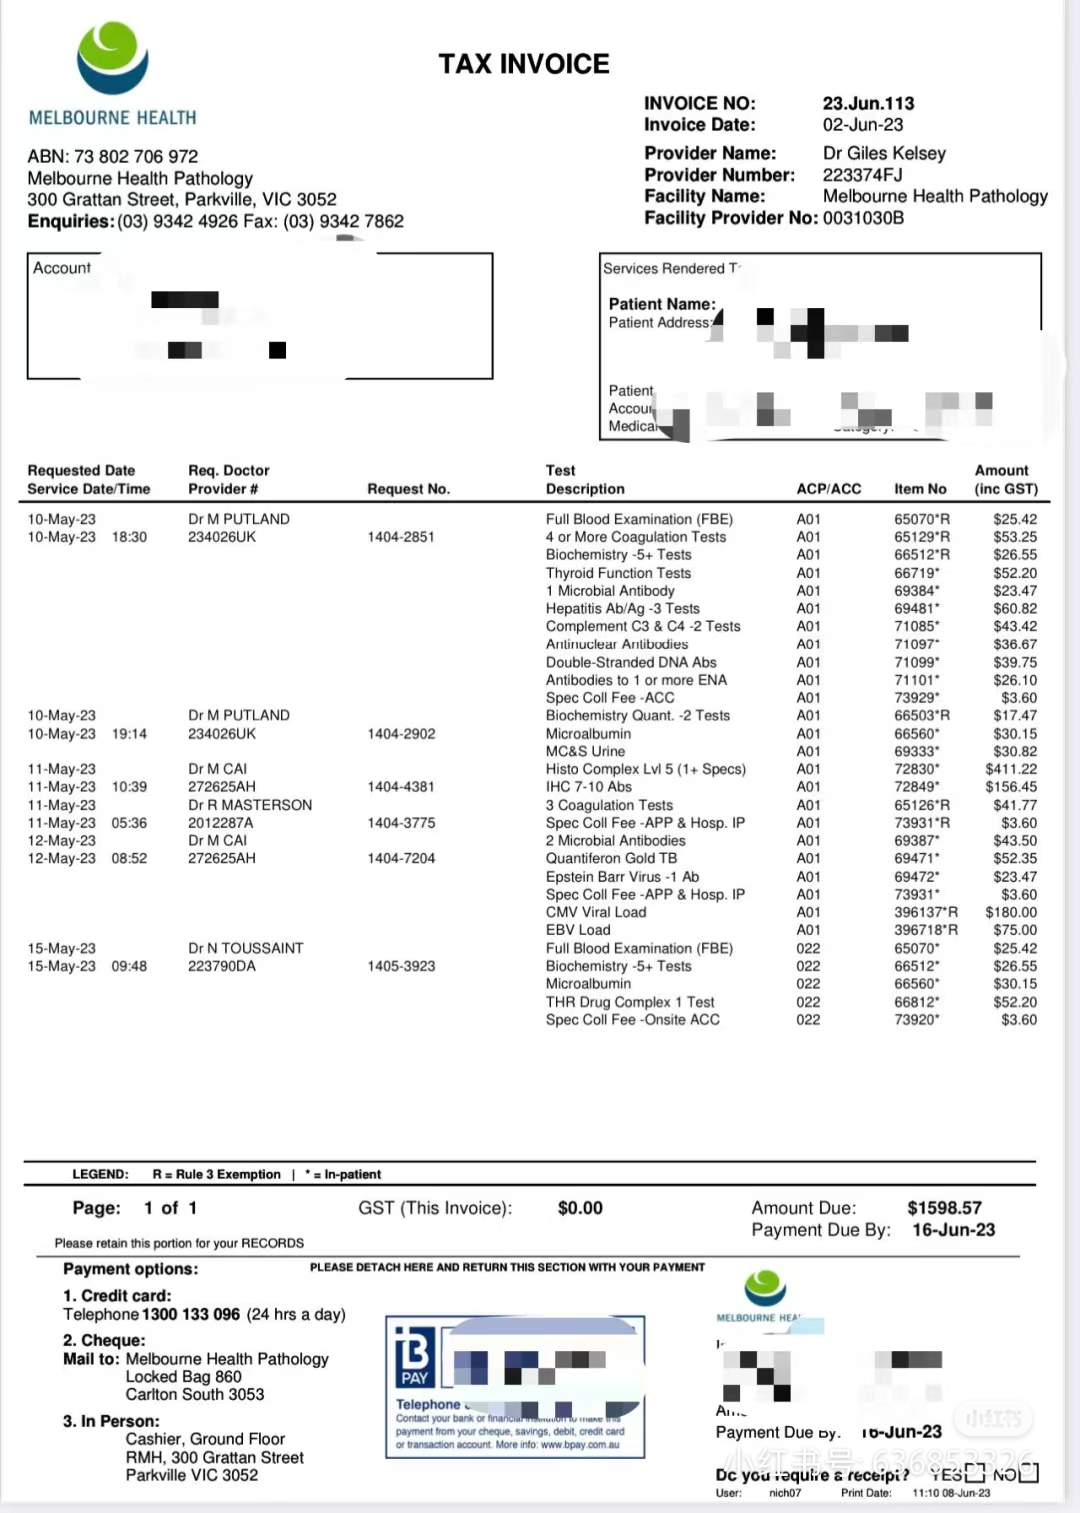 MELBOURNE HEALTH
TAX INVOICE
INVOICE NO: 23.Jun.113
Invoice Date: 02-Jun-23
Provider Name: Dr Giles Kelsey
Provider Number: 223374FJ
Facility Name: Melbourne Health Pathology
Facility Provider No: 0031030B
ABN: 73 802 706 972
Melbourne Health Pathology
300 Grattan Street, Parkville, VIC 3052
Enquiries: (03) 9342 4926 Fax: (03) 9342 7862
Account
Services Rendered
Patient Name:
Patient Address:
Patient
Requested Date Req. Doctor Test Amount
Service Date/Time Provider # Request No. Description ACP/ACC Item No (inc GST)
10-May-23 Dr M PUTLAND Full Blood Examination (FBE) A01 65070*R $25.42
10-May-23 18:30 234026UK 1404-2851 4 or More Coagulation Tests A01 65129*R $53.25
Biochemistry -5+ Tests A01 66512*R $26.55
Thyroid Function Tests A01 66719* $52.20
1 Microbial Antibody A01 69384* $23.47
Hepatitis Ab/Ag -3 Tests A01 69481* $60.82
Complement C3 & C4 -2 Tests A01 71085* $43.42
Antinuclear Antibodies A01 71097* $36.67
Double-Stranded DNA Abs A01 71099* $39.75
Antibodies to 1 or more ENA A01 71101* $26.10
Spec Coll Fee -ACC A01 73929* $3.60
10-May-23 Dr M PUTLAND Biochemistry Quant. -2 Tests A01 66503*R $17.47
10-May-23 19:14 234026UK 1404-2902 Microalbumin A01 66560* $30.15
MC&S Urine A01 69333* $30.82
11-May-23 Dr M CAI Histo Complex Lvl 5 (1+ Specs) A01 72830* $411.22
11-May-23 10:39 272625AH 1404-4381 IHC 7-10 Abs A01 72849* $156.45
11-May-23 Dr R MASTERSON 3 Coagulation Tests A01 65126*R $41.77
11-May-23 05:36 2012287A 1404-3775 Spec Coll Fee -APP & Hosp. IP A01 73931*R $3.60
12-May-23 Dr M CAI 2 Microbial Antibodies A01 69387* $43.50
12-May-23 08:52 272625AH 1404-7204 Quantiferon Gold TB A01 69471* $52.35
Epstein Barr Virus -1 Ab A01 69472* $23.47
Spec Coll Fee -APP & Hosp. IP A01 73931* $3.60
CMV Viral Load A01 396137*R $180.00
EBV Load A01 396718*R $75.00
15-May-23 Dr N TOUSSAINT Full Blood Examination (FBE) 022 65070* $25.42
15-May-23 09:48 223790DA 1405-3923 Biochemistry -5+ Tests 022 66512* $26.55
Microalbumin 022 66560* $30.15
THR Drug Complex 1 Test 022 66812* $52.20
Spec Coll Fee -Onsite ACC 022 73920* $3.60
LEGEND: R = Rule 3 Exemption | * = In-patient
Page: 1 of 1 GST (This Invoice): $0.00 Amount Due: $1598.57
Payment Due By: 16-Jun-23
Please retain this portion for your RECORDS
PLEASE DETACH HERE AND RETURN THIS SECTION WITH YOUR PAYMENT
Payment options:
1. Credit card:
Telephone 1300 133 096 (24 hrs a day)
2. Cheque:
Mail to: Melbourne Health Pathology
Locked Bag 860
Carlton South 3053
3. In Person:
Cashier, Ground Floor
RMH, 300 Grattan Street
Parkville VIC 3052
B
PAY
Telephone
Contact your bank or financial institution to make this
payment from your cheque, savings, debit, credit card
or transaction account. More info: www.bpay.com.au
MELBOURNE
Payment Due By: 16-Jun-23
小红书
小红书号: 636853326
Do you require a receipt? YES NO
User: nich07 Print Date: 11:10 08-Jun-23